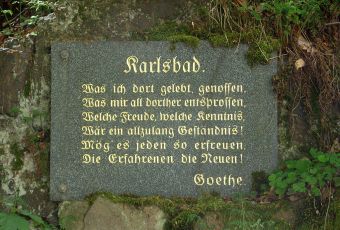 Karlsbad.
Was ich dort gelebt, genossen,
Was mir all dorther entsprossen,
Welche Freude, welche Kenntnis,
Wär ein allzulang Geständnis!
Mög' es jeden so erfreuen,
Die Erfahrenen die Neuen!
Goethe